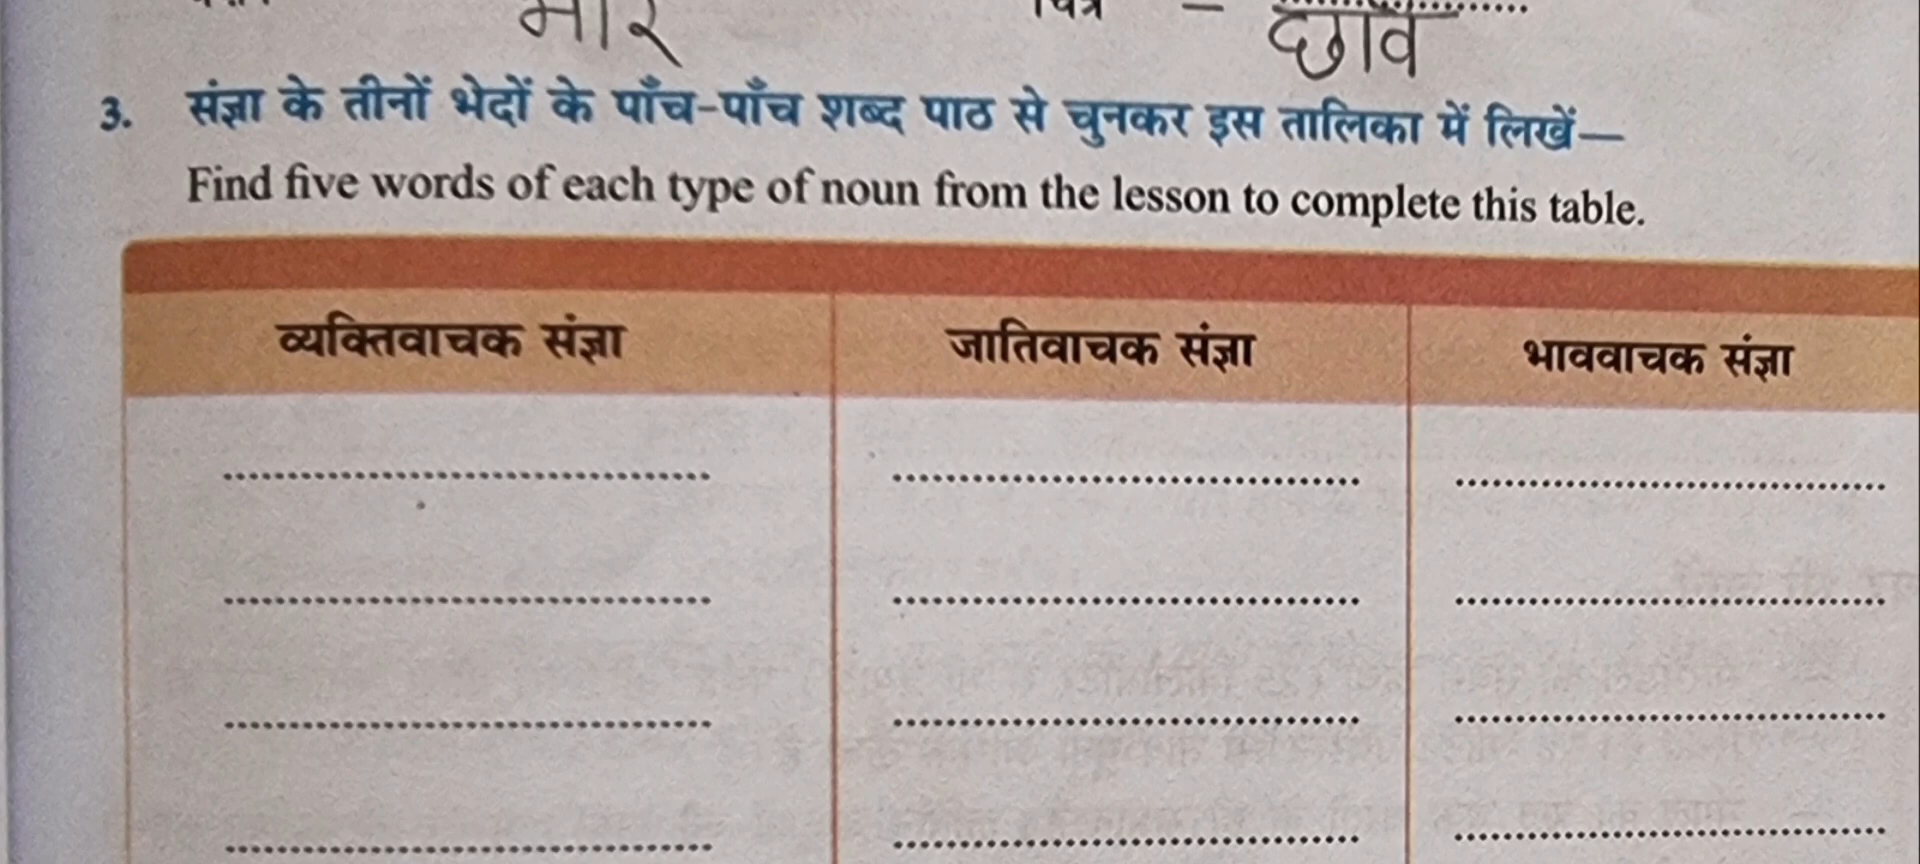 चित्र –
छवि
3. संज्ञा के तीनों भेदों के पाँच-पाँच शब्द पाठ से चुनकर इस तालिका में लिखें—
Find five words of each type of noun from the lesson to complete this table.
व्यक्तिवाचक संज्ञा जातिवाचक संज्ञा भाववाचक संज्ञा